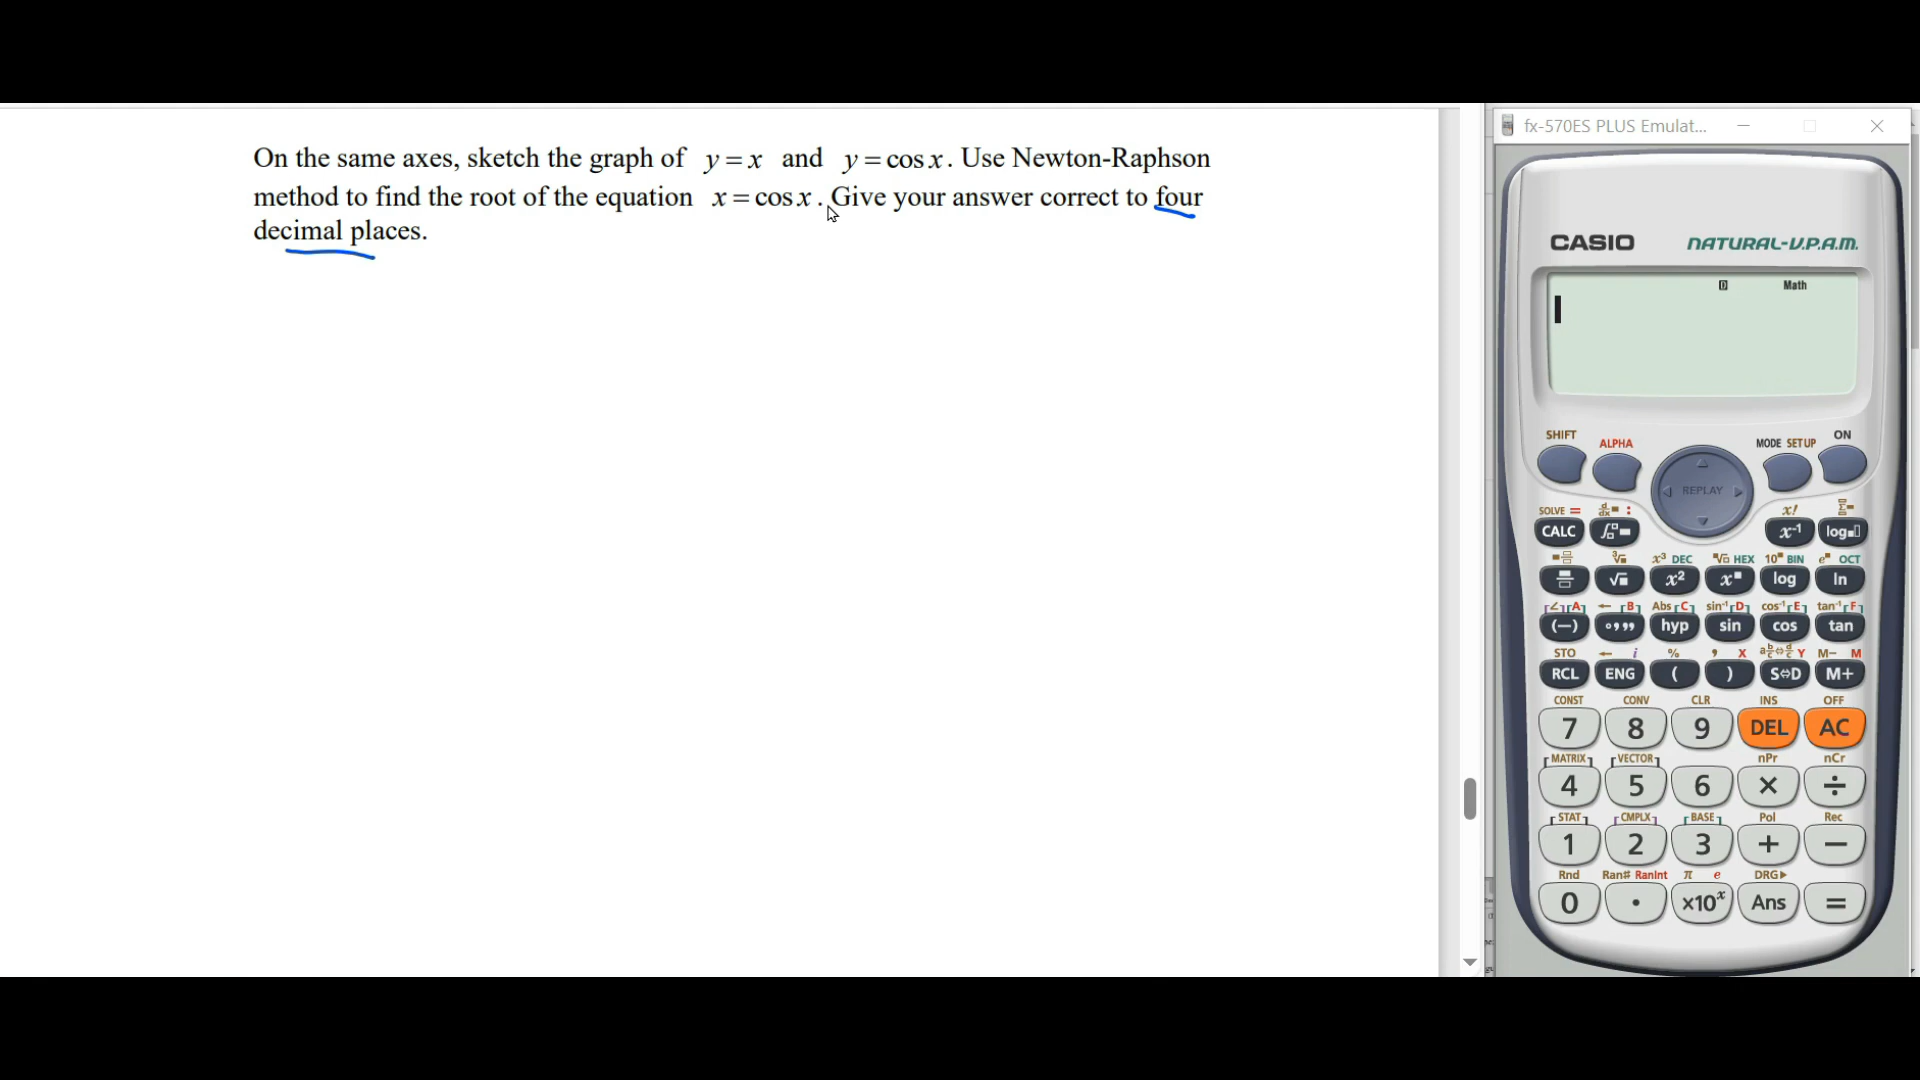 On the same axes, sketch the graph of y = x and y = cos x. Use Newton-Raphson
method to find the root of the equation x = cos x. Give your answer correct to four
decimal places.
fx-570ES PLUS Emulat...
CASIO NATURAL-V.P.A.M.
D Math
SHIFT ALPHA MODE SETUP ON
REPLAY
SOLVE = d/dx : x! Σ
CALC ∫ x⁻¹ log
³√ x³ DEC √ HEX 10 BIN e OCT
√ x² x log ln
∠ A ← B Abs C sin⁻¹ D cos⁻¹ E tan⁻¹ F
(−) °,,, hyp sin cos tan
STO ← i % , X a b/c⇔d/c Y M− M
RCL ENG ( ) S⇔D M+
CONST CONV CLR INS OFF
7 8 9 DEL AC
MATRIX VECTOR nPr nCr
4 5 6 × ÷
STAT CMPLX BASE Pol Rec
1 2 3 + −
Rnd Ran# RanInt π e DRG▶
0 . ×10ˣ Ans =